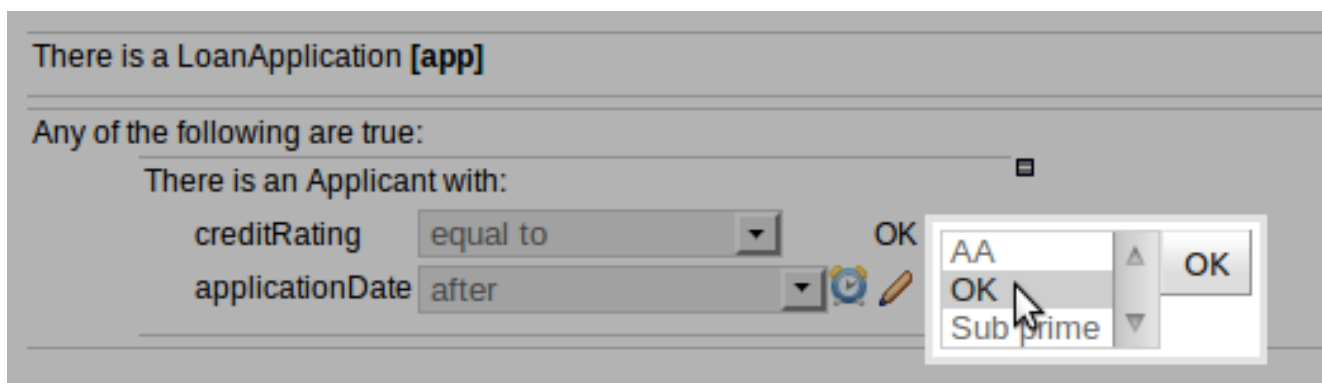 There is a LoanApplication [app]
Any of the following are true:
There is an Applicant with:
creditRating equal to OK
applicationDate after
AA
OK
Sub prime
OK